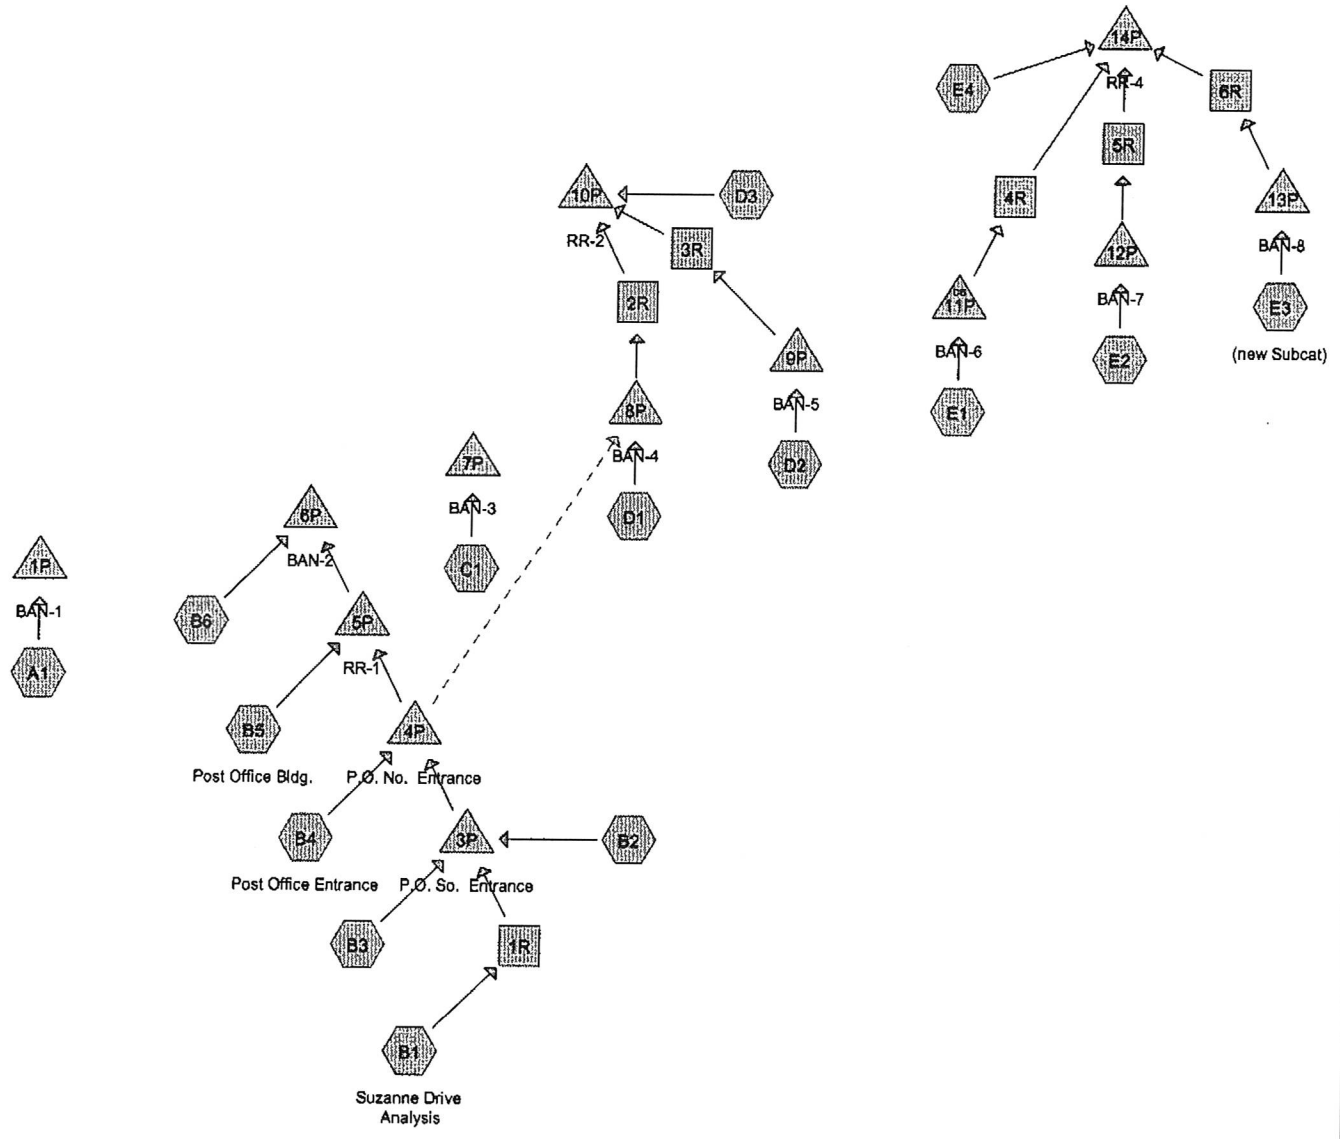 14P
E4
RR-4
6R
5R
10P
D3
4R
13P
RR-2
3R
BAN-8
12P
2R
11P
BAN-7
E3
9P
BAN-6
E2
(new Subcat)
8P
BAN-5
E1
7P
BAN-4
D2
6P
BAN-3
D1
1P
BAN-2
C1
BAN-1
B6
5P
A1
RR-1
B5
4P
Post Office Bldg.
P.O. No. Entrance
B4
3P
B2
Post Office Entrance
P.O. So. Entrance
B3
1R
B1
Suzanne Drive
Analysis